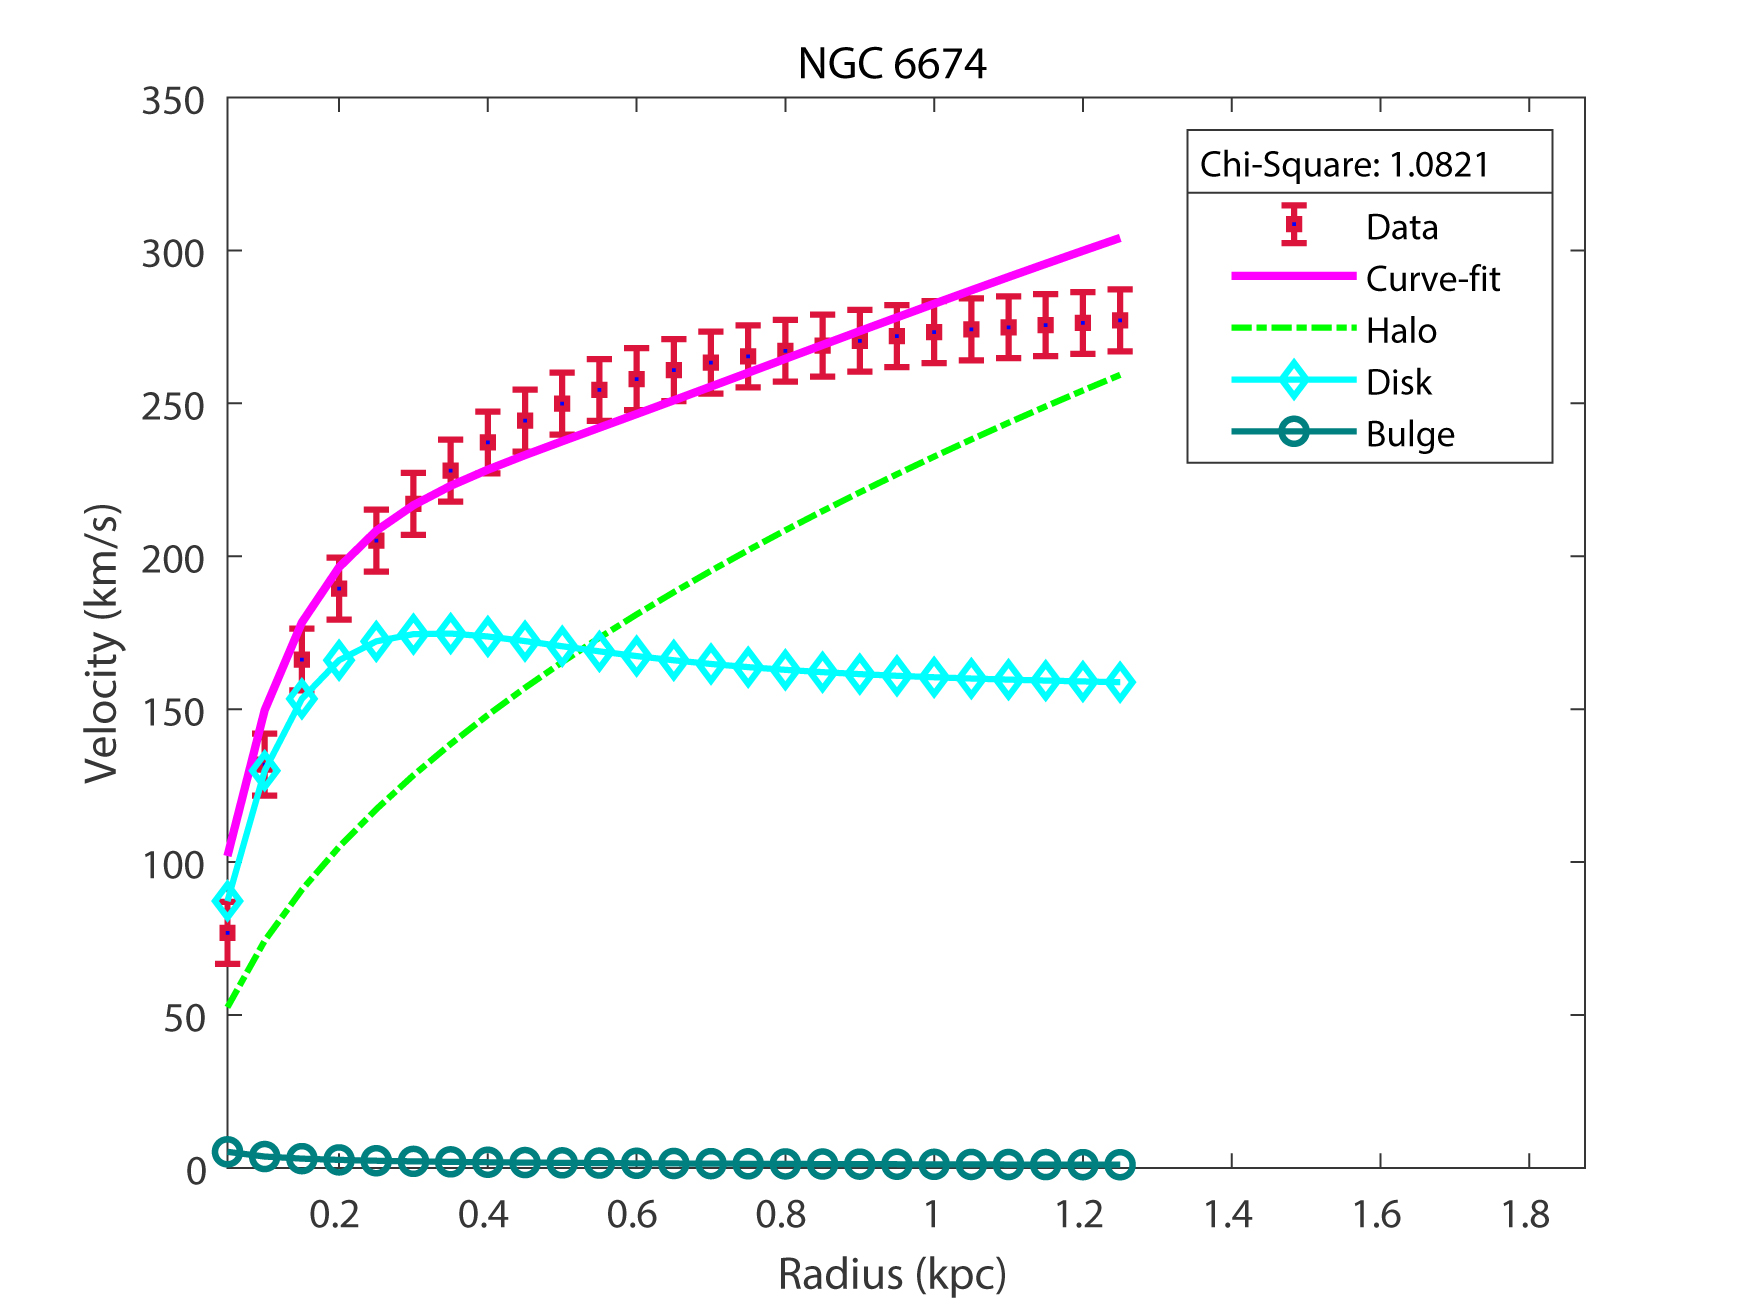 NGC 6674
350
300
250
200
150
100
50
0
Velocity (km/s)
Chi-Square: 1.0821
Data
Curve-fit
Halo
Disk
Bulge
0.2 0.4 0.6 0.8 1 1.2 1.4 1.6 1.8
Radius (kpc)